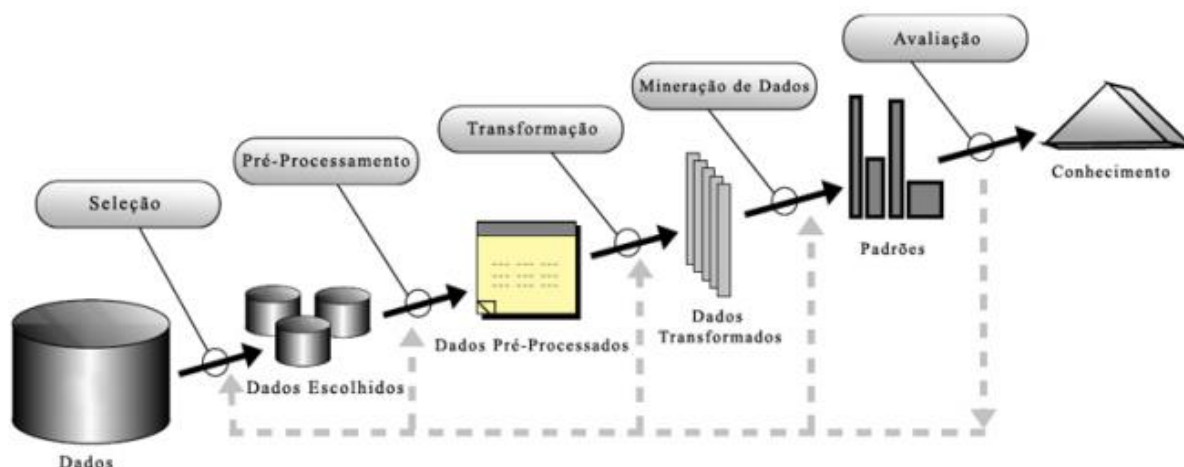 Avaliação
Mineração de Dados
Transformação
Pré-Processamento
Seleção
Conhecimento
Padrões
Dados
Transformados
Dados Pré-Processados
Dados Escolhidos
Dados